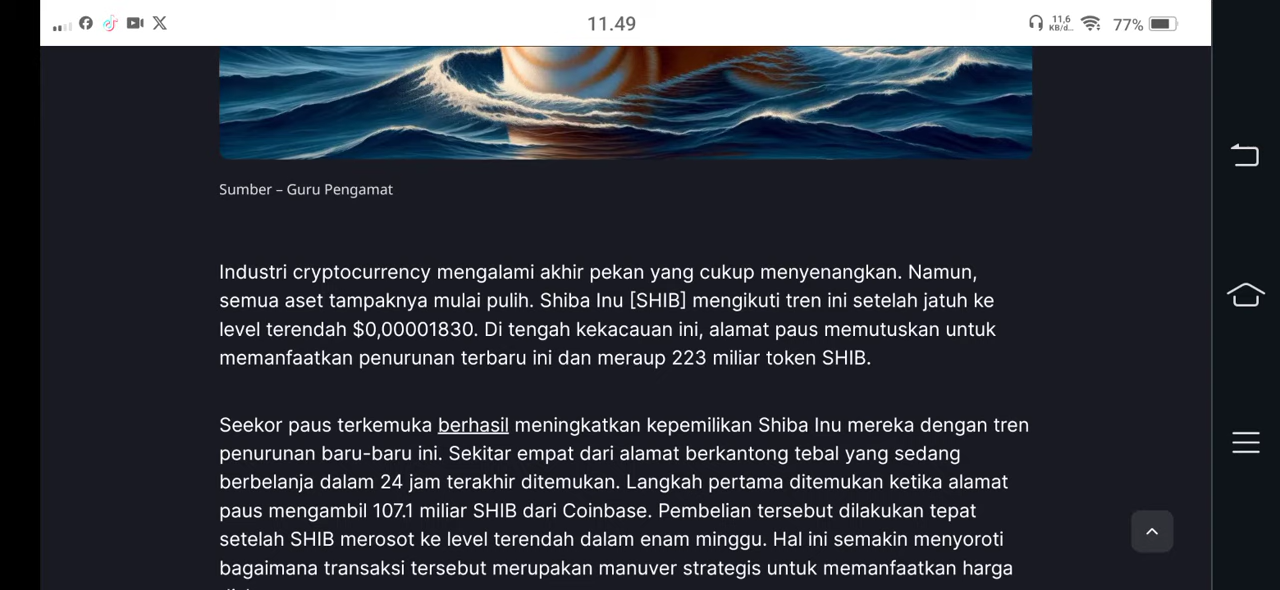 11.49
11,6
KB/d...
77%
Sumber – Guru Pengamat
Industri cryptocurrency mengalami akhir pekan yang cukup menyenangkan. Namun,
semua aset tampaknya mulai pulih. Shiba Inu [SHIB] mengikuti tren ini setelah jatuh ke
level terendah $0,00001830. Di tengah kekacauan ini, alamat paus memutuskan untuk
memanfaatkan penurunan terbaru ini dan meraup 223 miliar token SHIB.
Seekor paus terkemuka berhasil meningkatkan kepemilikan Shiba Inu mereka dengan tren
penurunan baru-baru ini. Sekitar empat dari alamat berkantong tebal yang sedang
berbelanja dalam 24 jam terakhir ditemukan. Langkah pertama ditemukan ketika alamat
paus mengambil 107.1 miliar SHIB dari Coinbase. Pembelian tersebut dilakukan tepat
setelah SHIB merosot ke level terendah dalam enam minggu. Hal ini semakin menyoroti
bagaimana transaksi tersebut merupakan manuver strategis untuk memanfaatkan harga